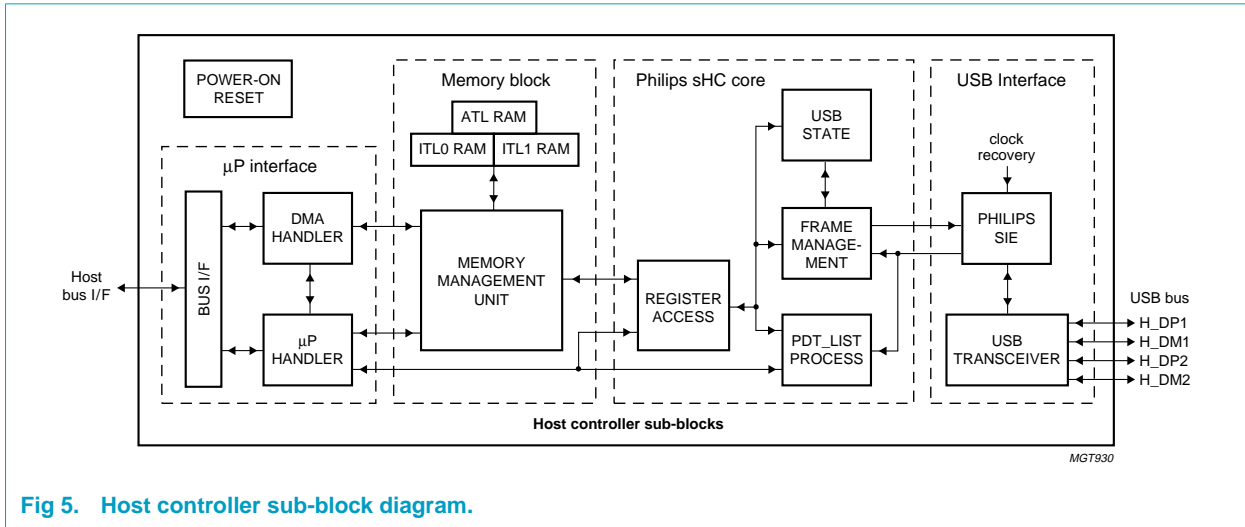 POWER-ON
RESET
Memory block
ATL RAM
ITL0 RAM
ITL1 RAM
Philips sHC core
USB
STATE
USB Interface
clock
recovery
μP interface
BUS I/F
DMA
HANDLER
μP
HANDLER
Host
bus I/F
MEMORY
MANAGEMENT
UNIT
REGISTER
ACCESS
FRAME
MANAGE-
MENT
PDT_LIST
PROCESS
PHILIPS
SIE
USB
TRANSCEIVER
USB bus
H_DP1
H_DM1
H_DP2
H_DM2
Host controller sub-blocks
MGT930
Fig 5. Host controller sub-block diagram.